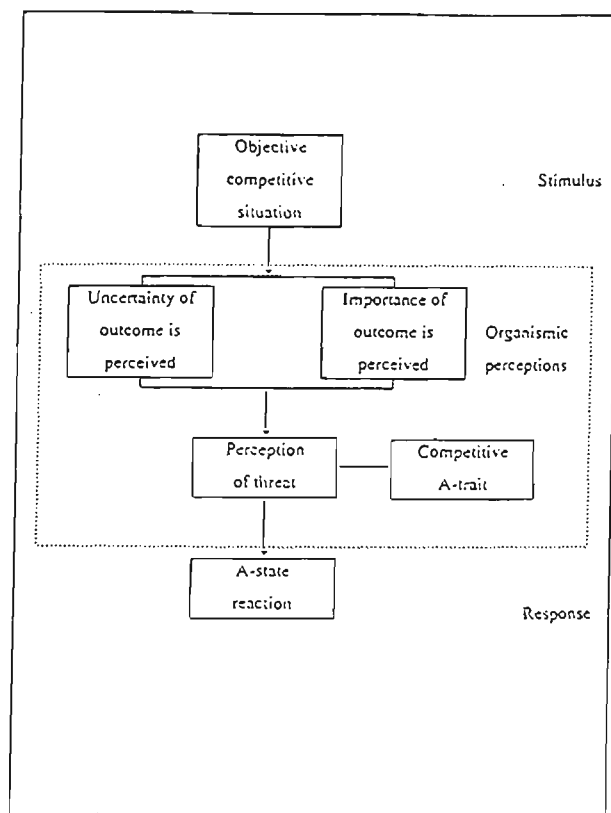 Objective
competitive
situation
Stimulus
Uncertainty of
outcome is
perceived
Importance of
outcome is
perceived
Organismic
perceptions
Perception
of threat
Competitive
A-trait
A-state
reaction
Response